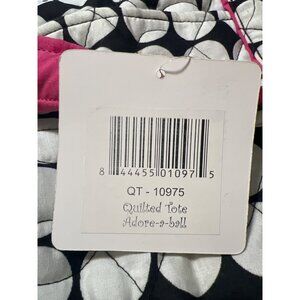 8 44455 01097 5
QT - 10975
Quilted Tote
Adore-a-ball